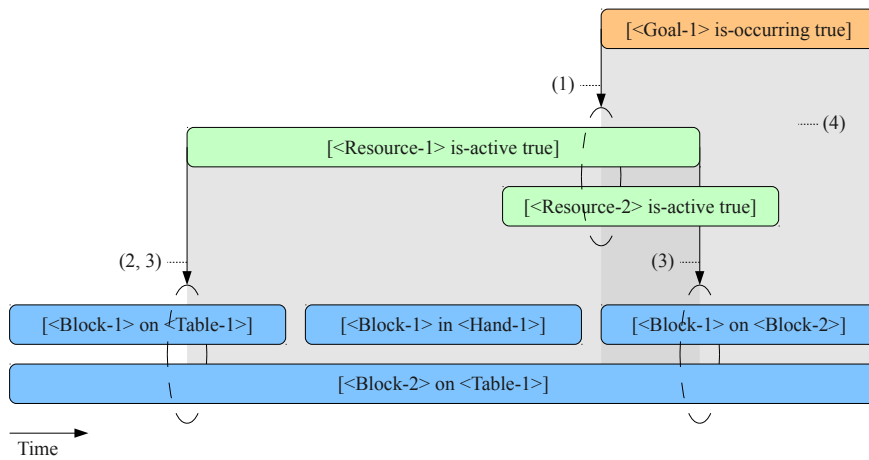 [<Goal-1> is-occurring true]
(1)
(4)
[<Resource-1> is-active true]
[<Resource-2> is-active true]
(2, 3)
(3)
[<Block-1> on <Table-1>]
[<Block-1> in <Hand-1>]
[<Block-1> on <Block-2>]
[<Block-2> on <Table-1>]
Time